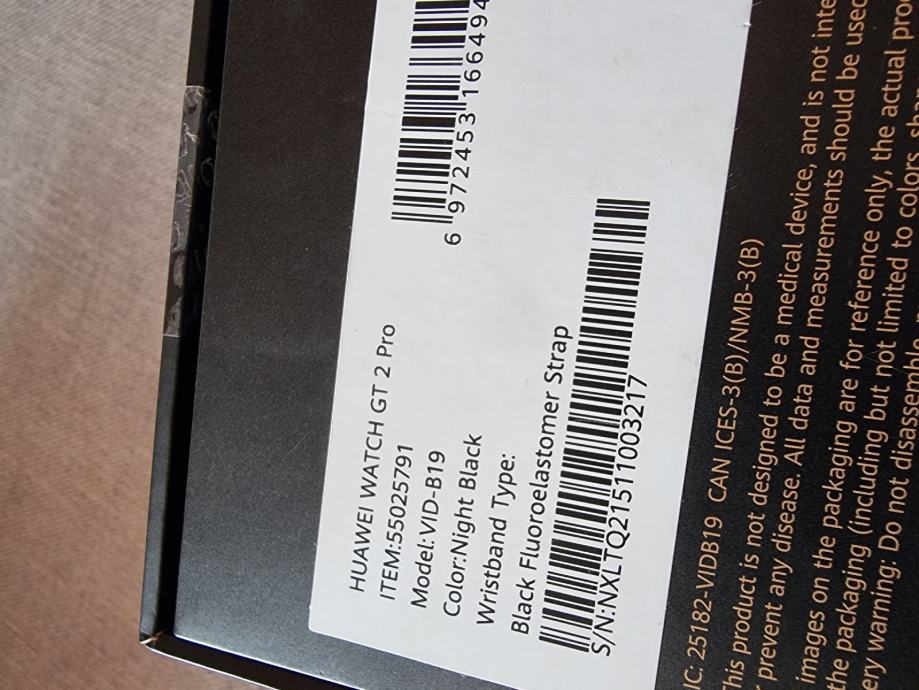 HUAWEI WATCH GT 2 Pro
ITEM:55025791
Model:VID-B19
Color:Night Black
Wristband Type:
Black Fluoroelastomer Strap
6 972453 166494
S/N:NXLTQ21511003217
IC: 25182-VIDB19 CAN ICES-3(B)/NMB-3(B)
his product is not designed to be a medical device, and is not inte
prevent any disease. All data and measurements should be used
images on the packaging are for reference only, the actual pro
the packaging (including but not limited to colors
ery warning: Do not disassemble